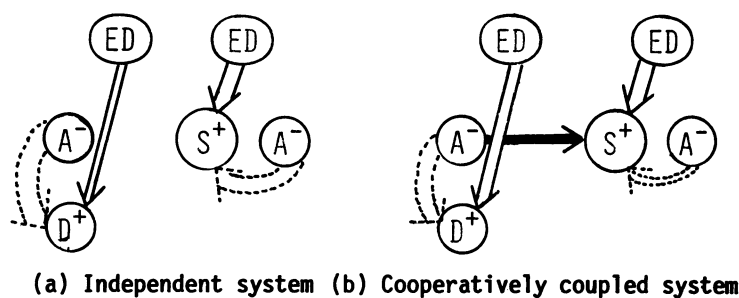 ED ED ED ED
A⁻ S⁺ A⁻ A⁻ S⁺ A⁻
D⁺ D⁺
(a) Independent system (b) Cooperatively coupled system